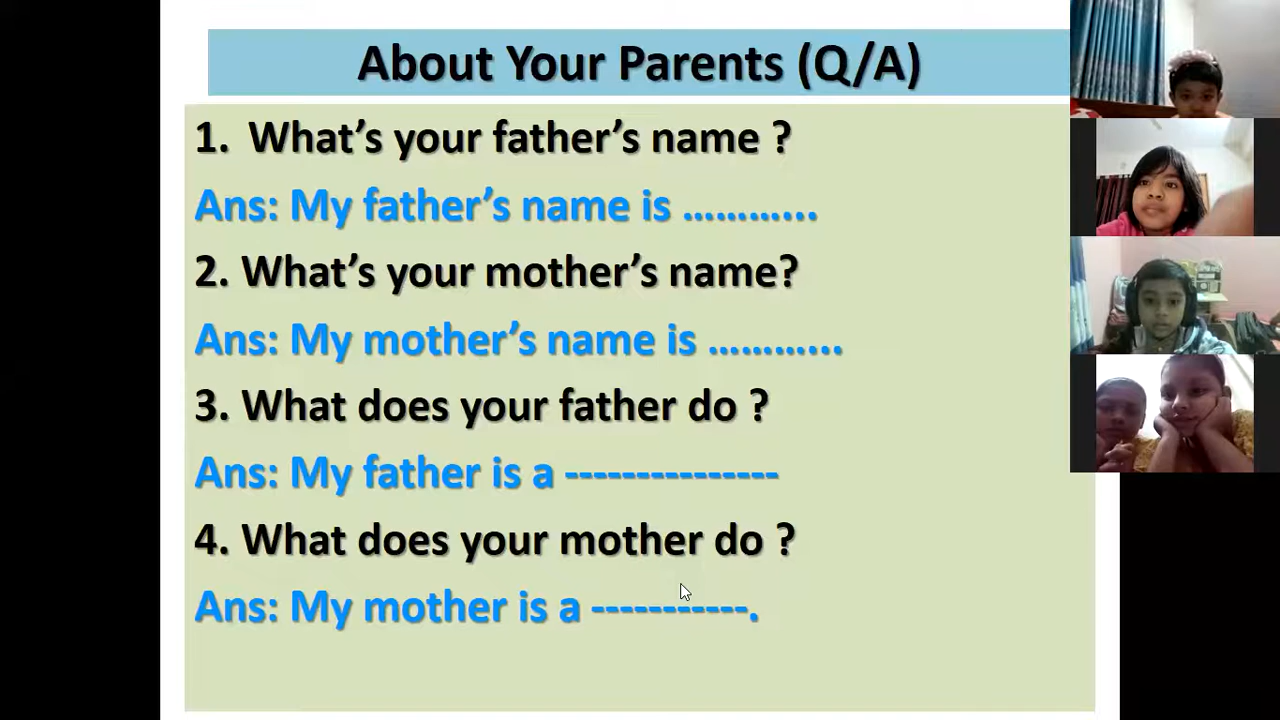 About Your Parents (Q/A)
1. What's your father's name ?
Ans: My father's name is …………...
2. What's your mother's name?
Ans: My mother's name is …………...
3. What does your father do ?
Ans: My father is a ---------------
4. What does your mother do ?
Ans: My mother is a -----------.